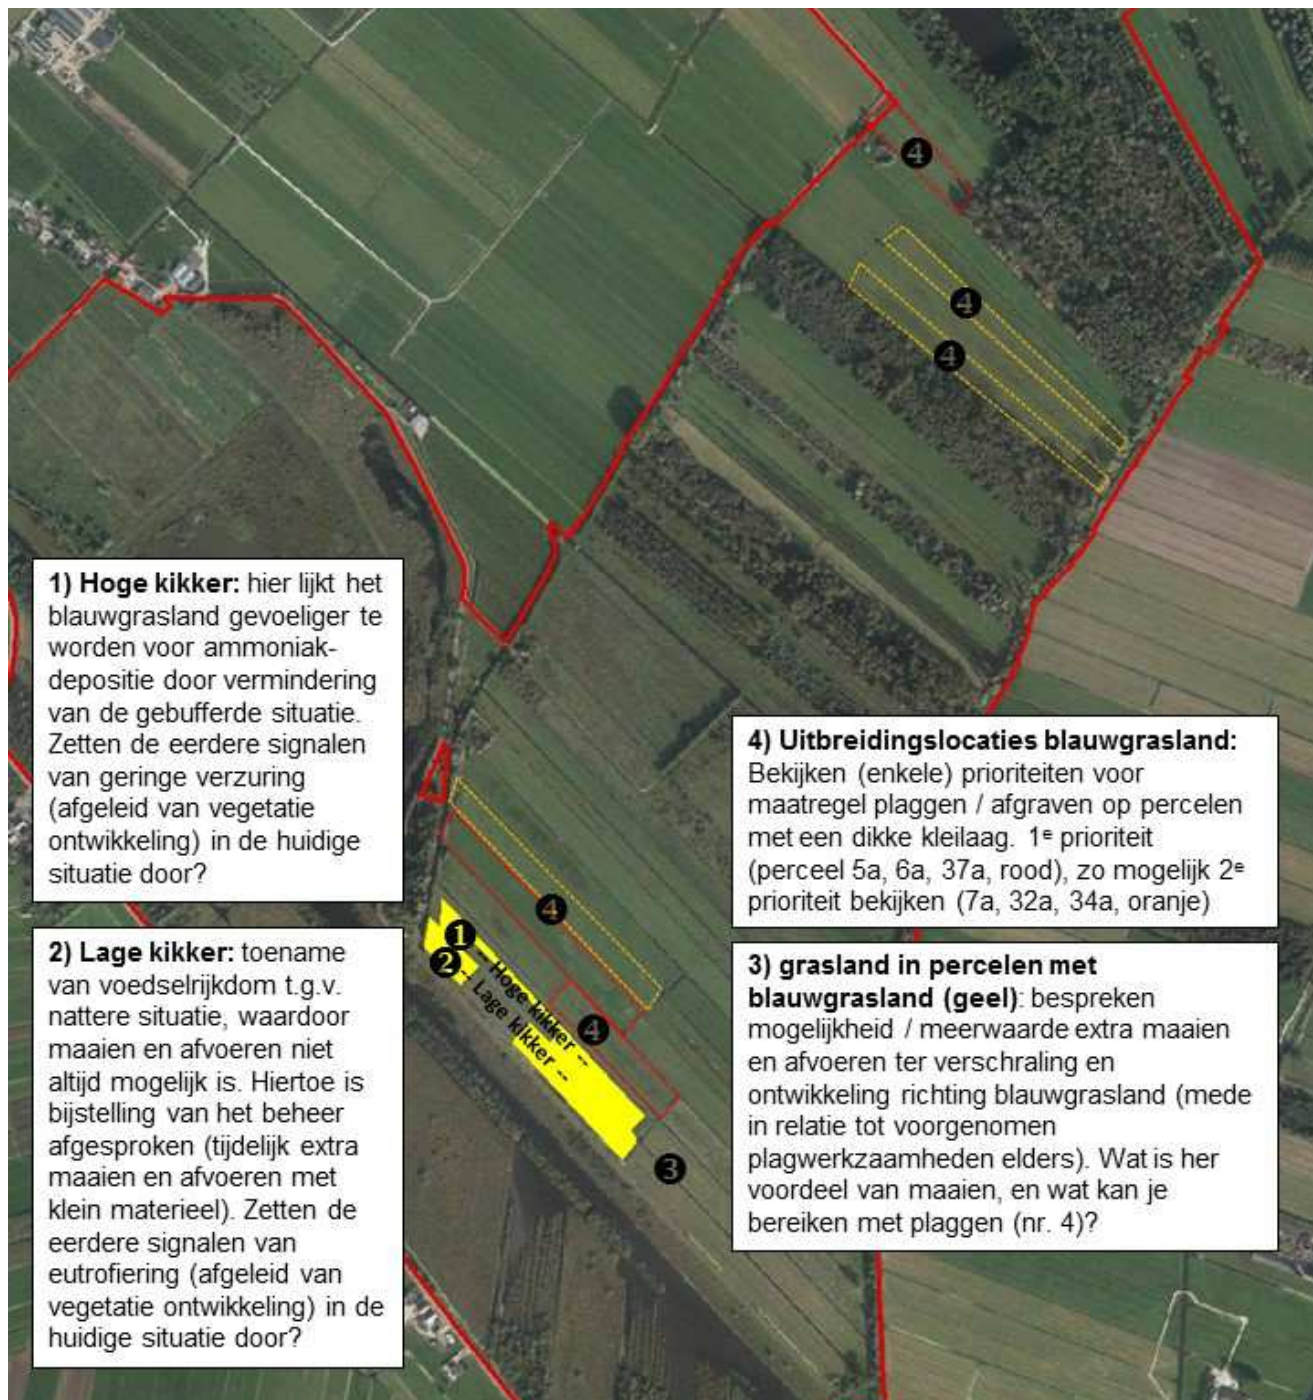 4
4
4
1) Hoge kikker: hier lijkt het
blauwgrasland gevoeliger te
worden voor ammoniak-
depositie door vermindering
van de gebufferde situatie.
Zetten de eerdere signalen
van geringe verzuring
(afgeleid van vegetatie
ontwikkeling) in de huidige
situatie door?
2) Lage kikker: toename
van voedselrijkdom t.g.v.
nattere situatie, waardoor
maaien en afvoeren niet
altijd mogelijk is. Hiertoe is
bijstelling van het beheer
afgesproken (tijdelijk extra
maaien en afvoeren met
klein materieel). Zetten de
eerdere signalen van
eutrofiering (afgeleid van
vegetatie ontwikkeling) in de
huidige situatie door?
4
1
2
-- Hoge kikker --
-- Lage kikker --
4
3
4) Uitbreidingslocaties blauwgrasland:
Bekijken (enkele) prioriteiten voor
maatregel plaggen / afgraven op percelen
met een dikke kleilaag. 1e prioriteit
(perceel 5a, 6a, 37a, rood), zo mogelijk 2e
prioriteit bekijken (7a, 32a, 34a, oranje)
3) grasland in percelen met
blauwgrasland (geel): bespreken
mogelijkheid / meerwaarde extra maaien
en afvoeren ter verschraling en
ontwikkeling richting blauwgrasland (mede
in relatie tot voorgenomen
plagwerkzaamheden elders). Wat is her
voordeel van maaien, en wat kan je
bereiken met plaggen (nr. 4)?